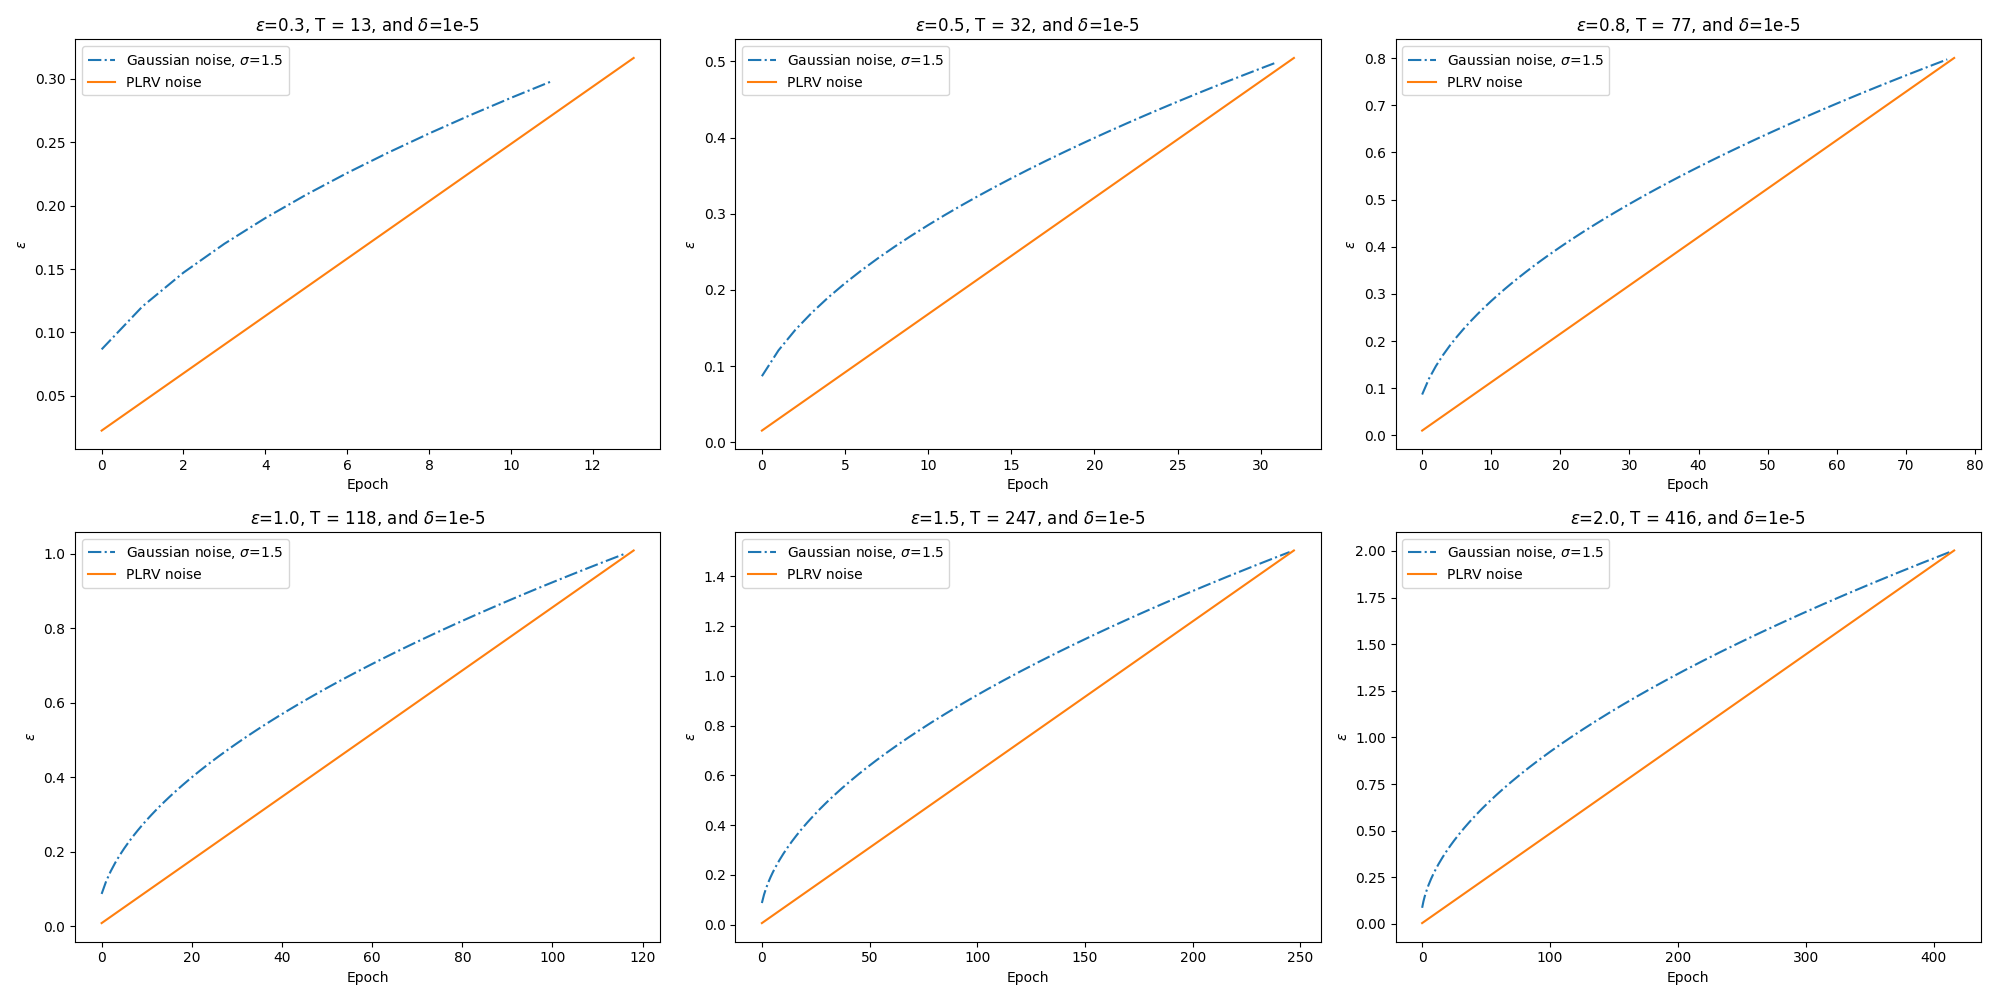 ε=0.3, T = 13, and δ=1e-5
Gaussian noise, σ=1.5
PLRV noise
0.30
0.25
0.20
0.15
0.10
0.05
ε
0 2 4 6 8 10 12
Epoch
ε=0.5, T = 32, and δ=1e-5
Gaussian noise, σ=1.5
PLRV noise
0.5
0.4
0.3
0.2
0.1
0.0
ε
0 5 10 15 20 25 30
Epoch
ε=0.8, T = 77, and δ=1e-5
Gaussian noise, σ=1.5
PLRV noise
0.8
0.7
0.6
0.5
0.4
0.3
0.2
0.1
0.0
ε
0 10 20 30 40 50 60 70 80
Epoch
ε=1.0, T = 118, and δ=1e-5
Gaussian noise, σ=1.5
PLRV noise
1.0
0.8
0.6
0.4
0.2
0.0
ε
0 20 40 60 80 100 120
Epoch
ε=1.5, T = 247, and δ=1e-5
Gaussian noise, σ=1.5
PLRV noise
1.4
1.2
1.0
0.8
0.6
0.4
0.2
0.0
ε
0 50 100 150 200 250
Epoch
ε=2.0, T = 416, and δ=1e-5
Gaussian noise, σ=1.5
PLRV noise
2.00
1.75
1.50
1.25
1.00
0.75
0.50
0.25
0.00
ε
0 100 200 300 400
Epoch